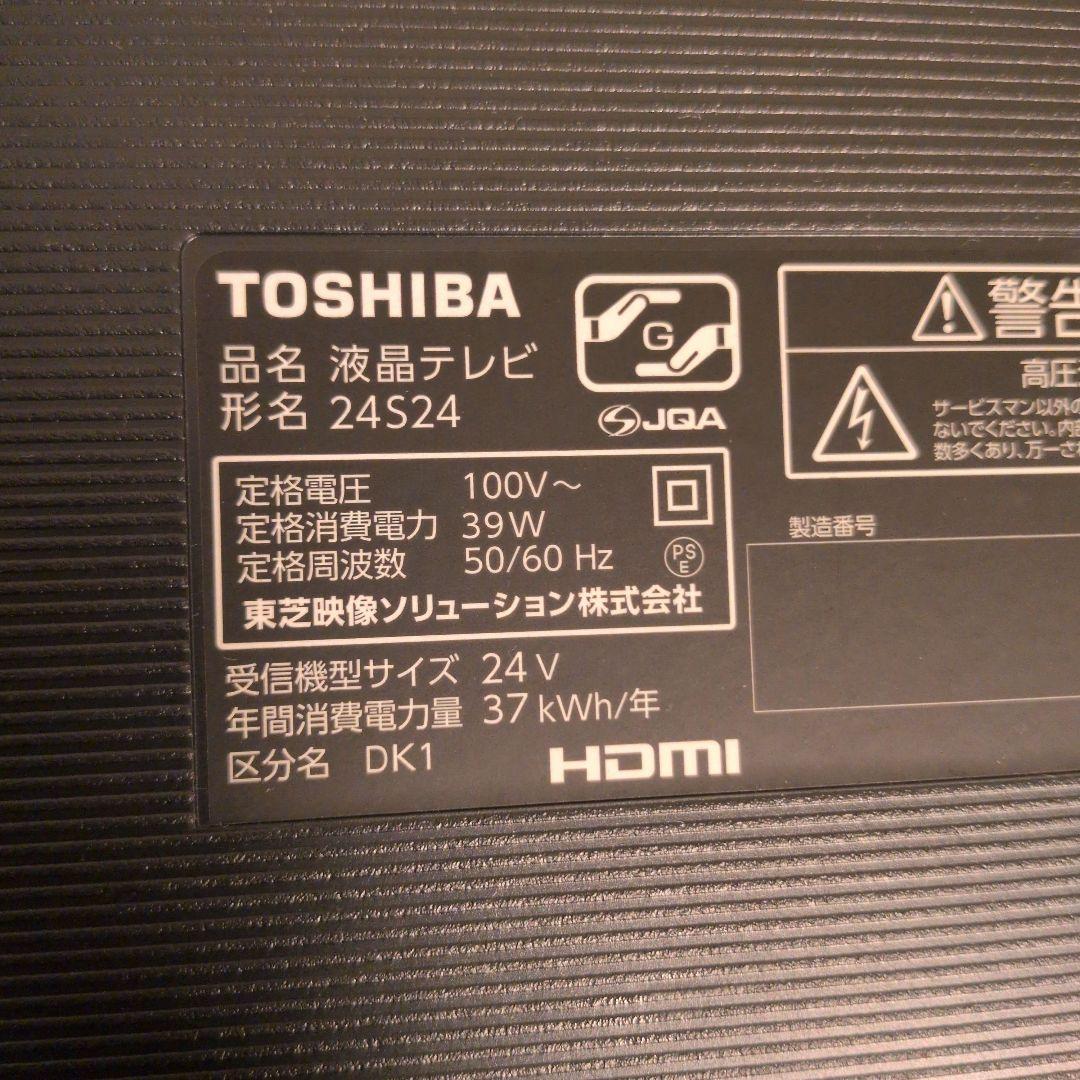 TOSHIBA
品名 液晶テレビ
形名 24S24
G
JQA
定格電圧 100V～
定格消費電力 39W
定格周波数 50/60 Hz
PS
E
東芝映像ソリューション株式会社
受信機型サイズ 24 V
年間消費電力量 37 kWh/年
区分名 DK1
HDMI
警告
高圧
サービスマン以外の
ないでください。内部
数多くあり、万一さ
製造番号